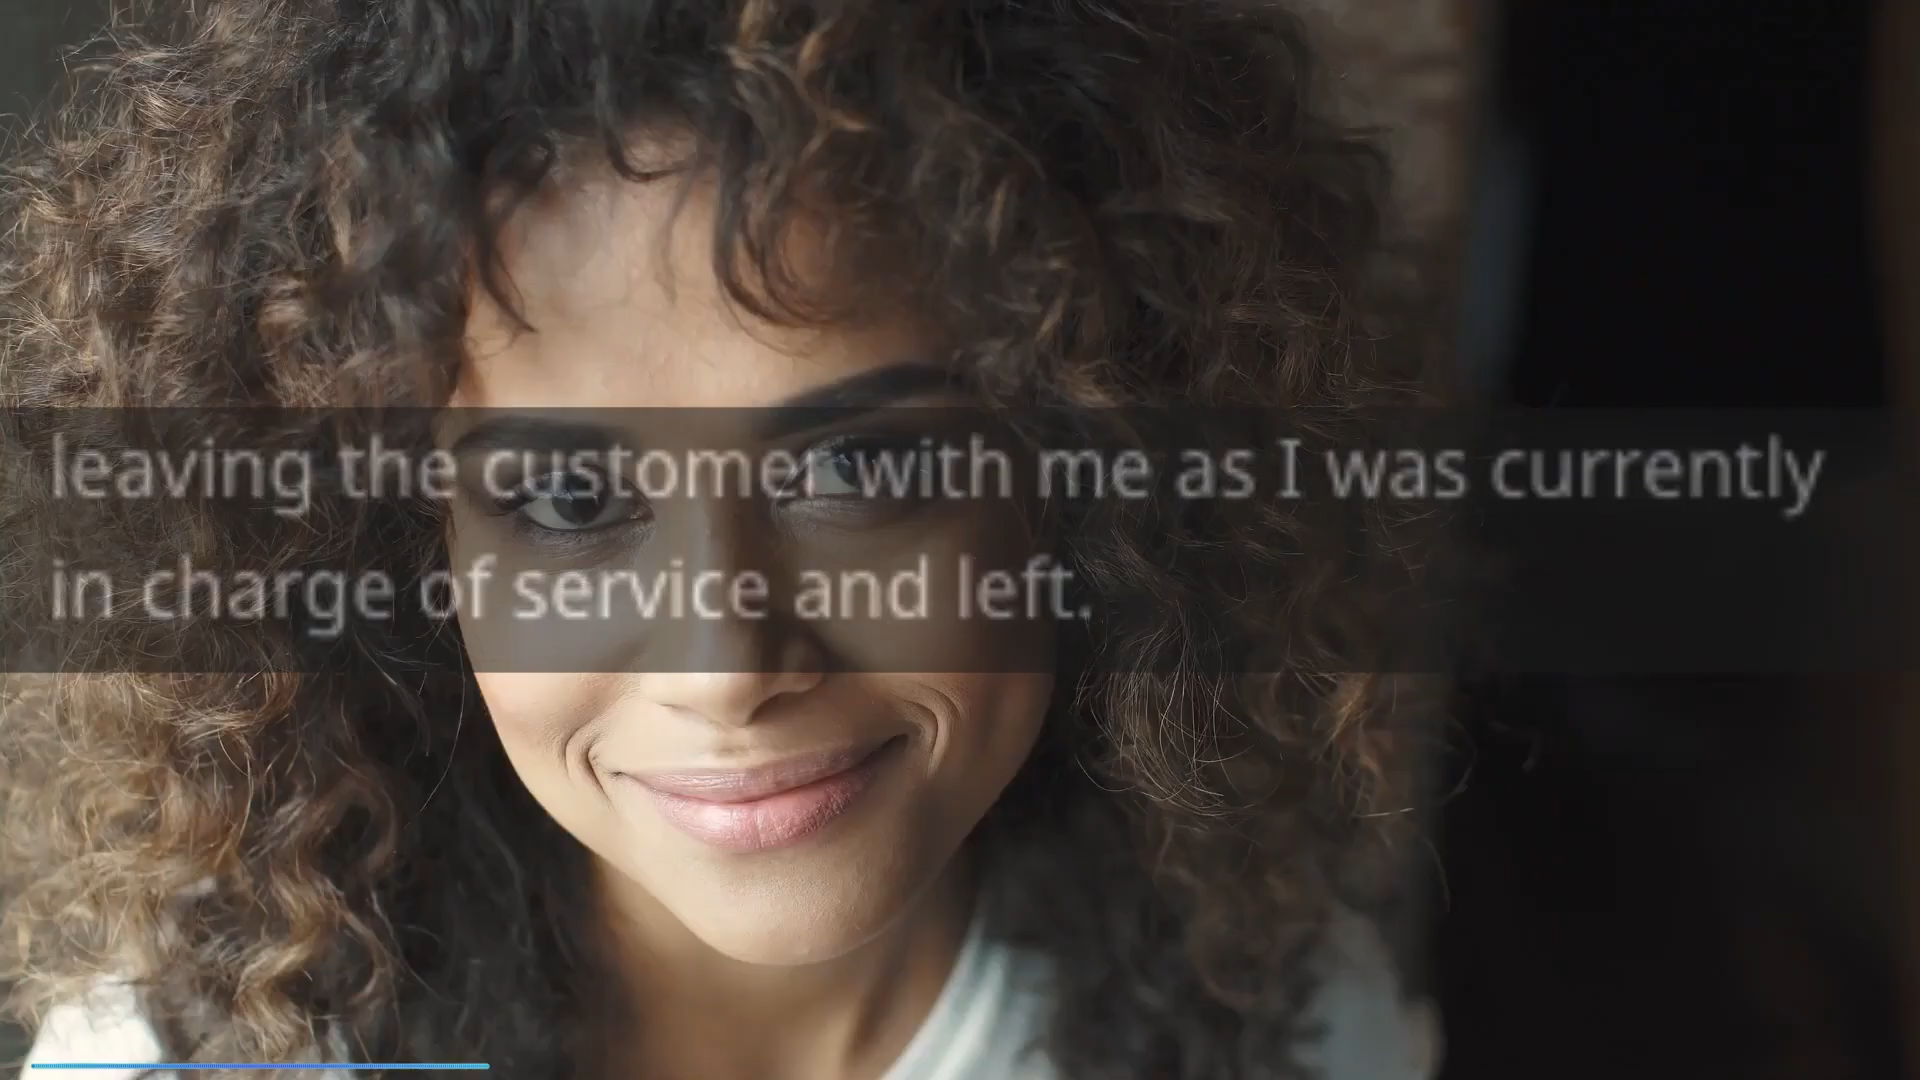 leaving the customer with me as I was currently
in charge of service and left.